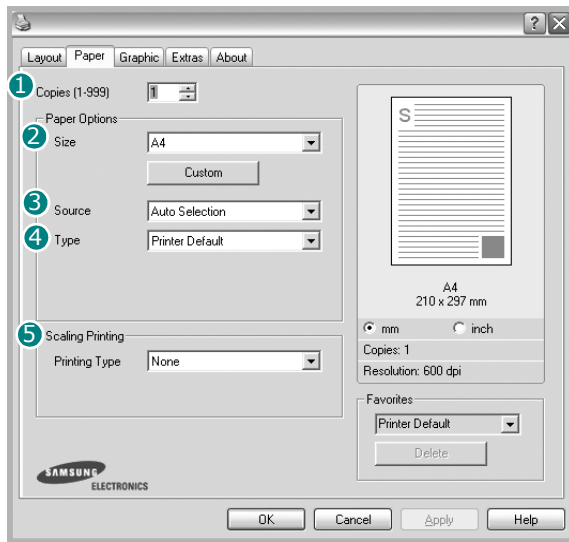 Layout Paper Graphic Extras About
1 Copies (1-999) 1
Paper Options
2 Size A4
Custom
3 Source Auto Selection
4 Type Printer Default
5 Scaling Printing
Printing Type None
SAMSUNG
ELECTRONICS
S
A4
210 x 297 mm
mm inch
Copies: 1
Resolution: 600 dpi
Favorites
Printer Default
Delete
OK Cancel Apply Help